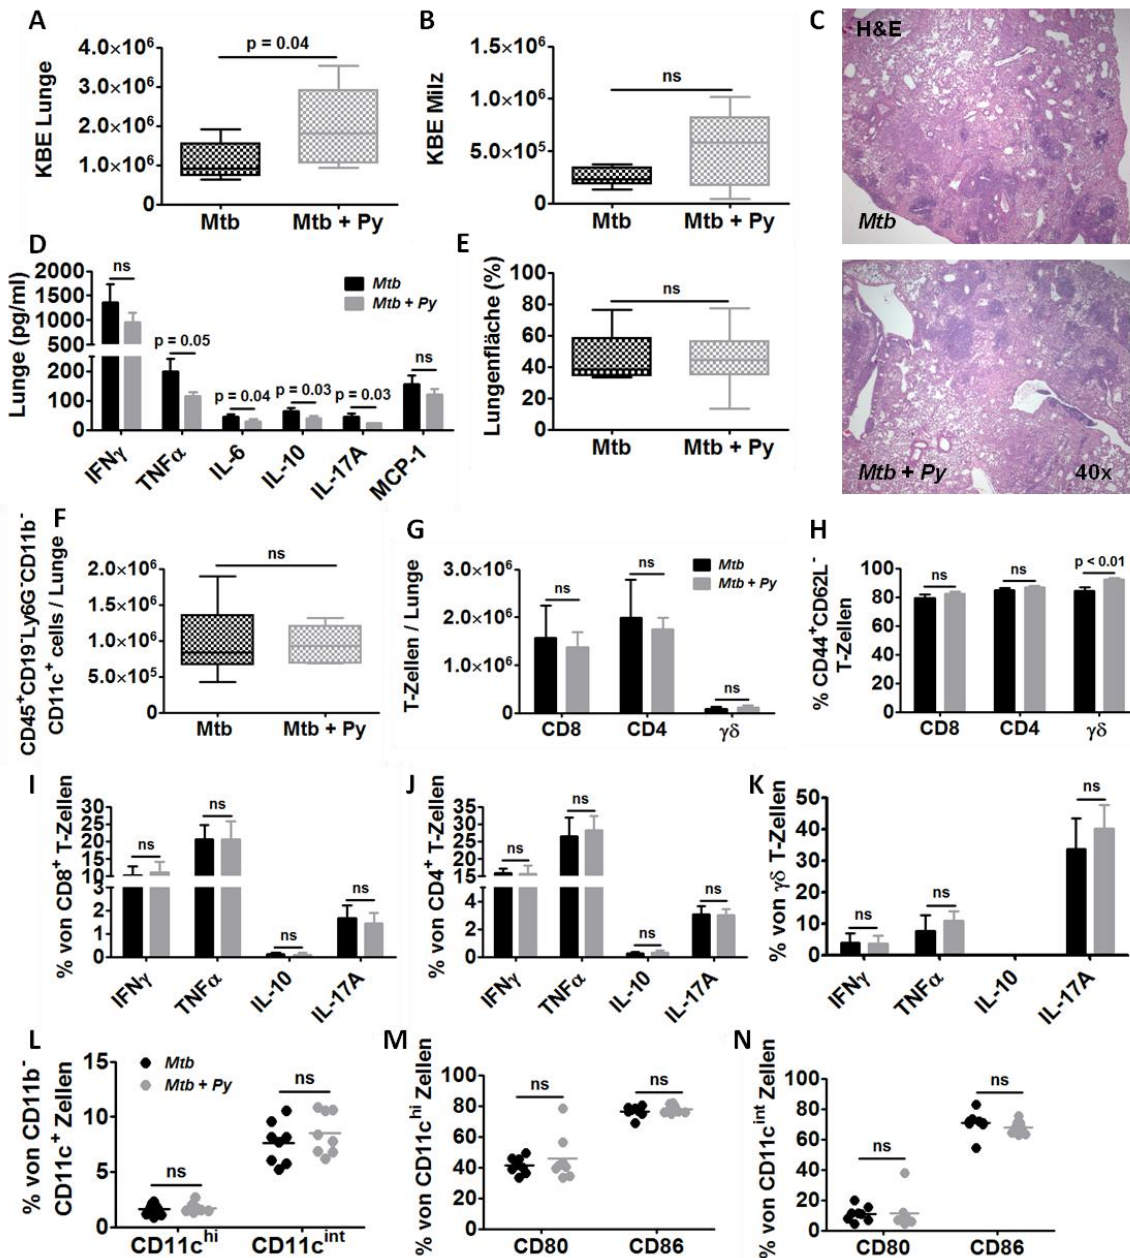 A
KBE Lunge
4.0×10⁶
3.0×10⁶
2.0×10⁶
1.0×10⁶
0
p = 0.04
Mtb
Mtb + Py
B
KBE Milz
1.5×10⁶
1.0×10⁶
5.0×10⁵
0
ns
Mtb
Mtb + Py
C
H&E
Mtb
Mtb + Py
40x
D
Lunge (pg/ml)
2000
1500
1000
500
200
100
0
ns
p = 0.05
p = 0.04
p = 0.03
p = 0.03
ns
Mtb
Mtb + Py
IFNγ
TNFα
IL-6
IL-10
IL-17A
MCP-1
E
Lungenfläche (%)
100
80
60
40
20
0
ns
Mtb
Mtb + Py
F
CD45⁺CD19⁻Ly6G⁻CD11b⁻
CD11c⁺ cells / Lunge
2.0×10⁶
1.5×10⁶
1.0×10⁶
5.0×10⁵
0
ns
Mtb
Mtb + Py
G
T-Zellen / Lunge
3.0×10⁶
2.0×10⁶
1.0×10⁶
0
ns
ns
ns
Mtb
Mtb + Py
CD8
CD4
γδ
H
% CD44⁺CD62L⁻
T-Zellen
100
80
60
40
20
0
ns
ns
p < 0.01
CD8
CD4
γδ
I
% von CD8⁺ T-Zellen
30
25
20
15
10
3
2
1
0
ns
ns
ns
ns
IFNγ
TNFα
IL-10
IL-17A
J
% von CD4⁺ T-Zellen
35
30
25
20
15
10
6
4
2
0
ns
ns
ns
ns
IFNγ
TNFα
IL-10
IL-17A
K
% von γδ T-Zellen
50
40
30
20
10
0
ns
ns
ns
IFNγ
TNFα
IL-10
IL-17A
L
% von CD11b⁻
CD11c⁺ Zellen
15
10
5
0
Mtb
Mtb + Py
ns
ns
CD11cʰⁱ
CD11cⁱⁿᵗ
M
% von CD11cʰⁱ Zellen
100
80
60
40
20
0
ns
ns
CD80
CD86
N
% von CD11cⁱⁿᵗ Zellen
100
80
60
40
20
0
ns
ns
CD80
CD86